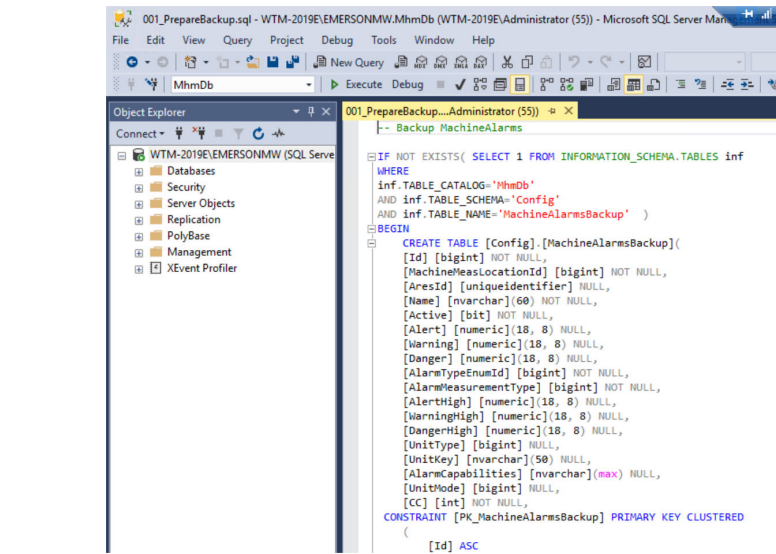 001_PrepareBackup.sql - WTM-2019E\EMERSONMW.MhmDb (WTM-2019E\Administrator (55)) - Microsoft SQL Server
File Edit View Query Project Debug Tools Window Help
New Query
MhmDb Execute Debug
Object Explorer
001_PrepareBackup....Administrator (55))
Connect
WTM-2019E\EMERSONMW (SQL Serve
Databases
Security
Server Objects
Replication
PolyBase
Management
XEvent Profiler
-- Backup MachineAlarms
IF NOT EXISTS( SELECT 1 FROM INFORMATION_SCHEMA.TABLES inf
WHERE
inf.TABLE_CATALOG='MhmDb'
AND inf.TABLE_SCHEMA='Config'
AND inf.TABLE_NAME='MachineAlarmsBackup' )
BEGIN
CREATE TABLE [Config].[MachineAlarmsBackup](
[Id] [bigint] NOT NULL,
[MachineMeasLocationId] [bigint] NOT NULL,
[AresId] [uniqueidentifier] NULL,
[Name] [nvarchar](60) NOT NULL,
[Active] [bit] NOT NULL,
[Alert] [numeric](18, 8) NULL,
[Warning] [numeric](18, 8) NULL,
[Danger] [numeric](18, 8) NULL,
[AlarmTypeEnumId] [bigint] NOT NULL,
[AlarmMeasurementType] [bigint] NOT NULL,
[AlertHigh] [numeric](18, 8) NULL,
[WarningHigh] [numeric](18, 8) NULL,
[DangerHigh] [numeric](18, 8) NULL,
[UnitType] [bigint] NULL,
[UnitKey] [nvarchar](50) NULL,
[AlarmCapabilities] [nvarchar](max) NULL,
[UnitMode] [bigint] NULL,
[CC] [int] NOT NULL,
CONSTRAINT [PK_MachineAlarmsBackup] PRIMARY KEY CLUSTERED
(
[Id] ASC